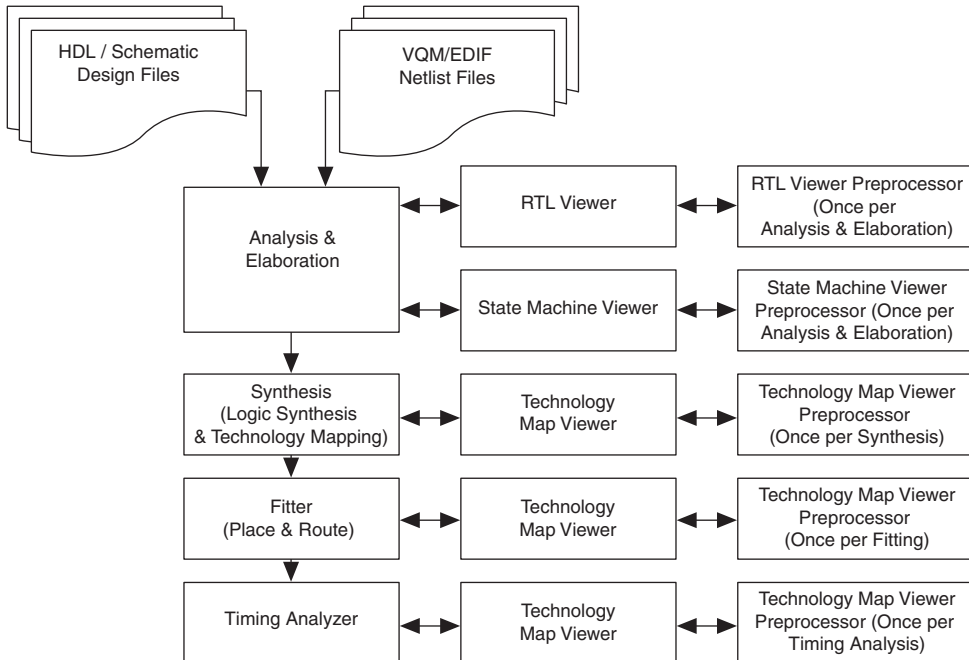 HDL / Schematic
Design Files
VQM/EDIF
Netlist Files
Analysis &
Elaboration
RTL Viewer
RTL Viewer Preprocessor
(Once per
Analysis & Elaboration)
State Machine Viewer
State Machine Viewer
Preprocessor (Once per
Analysis & Elaboration)
Synthesis
(Logic Synthesis
& Technology Mapping)
Technology
Map Viewer
Technology Map Viewer
Preprocessor
(Once per Synthesis)
Fitter
(Place & Route)
Technology
Map Viewer
Technology Map Viewer
Preprocessor
(Once per Fitting)
Timing Analyzer
Technology
Map Viewer
Technology Map Viewer
Preprocessor (Once per
Timing Analysis)